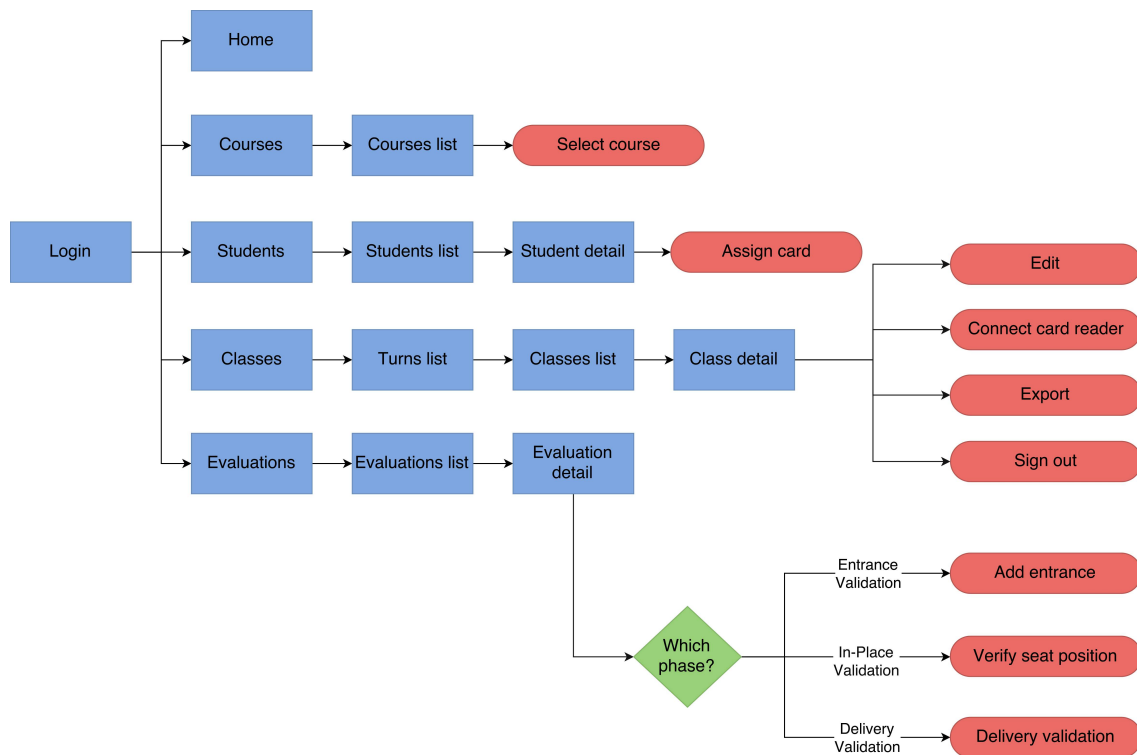 Home
Courses
Courses list
Select course
Login
Students
Students list
Student detail
Assign card
Edit
Connect card reader
Classes
Turns list
Classes list
Class detail
Export
Sign out
Evaluations
Evaluations list
Evaluation
detail
Entrance
Validation
Add entrance
Which
phase?
In-Place
Validation
Verify seat position
Delivery
Validation
Delivery validation